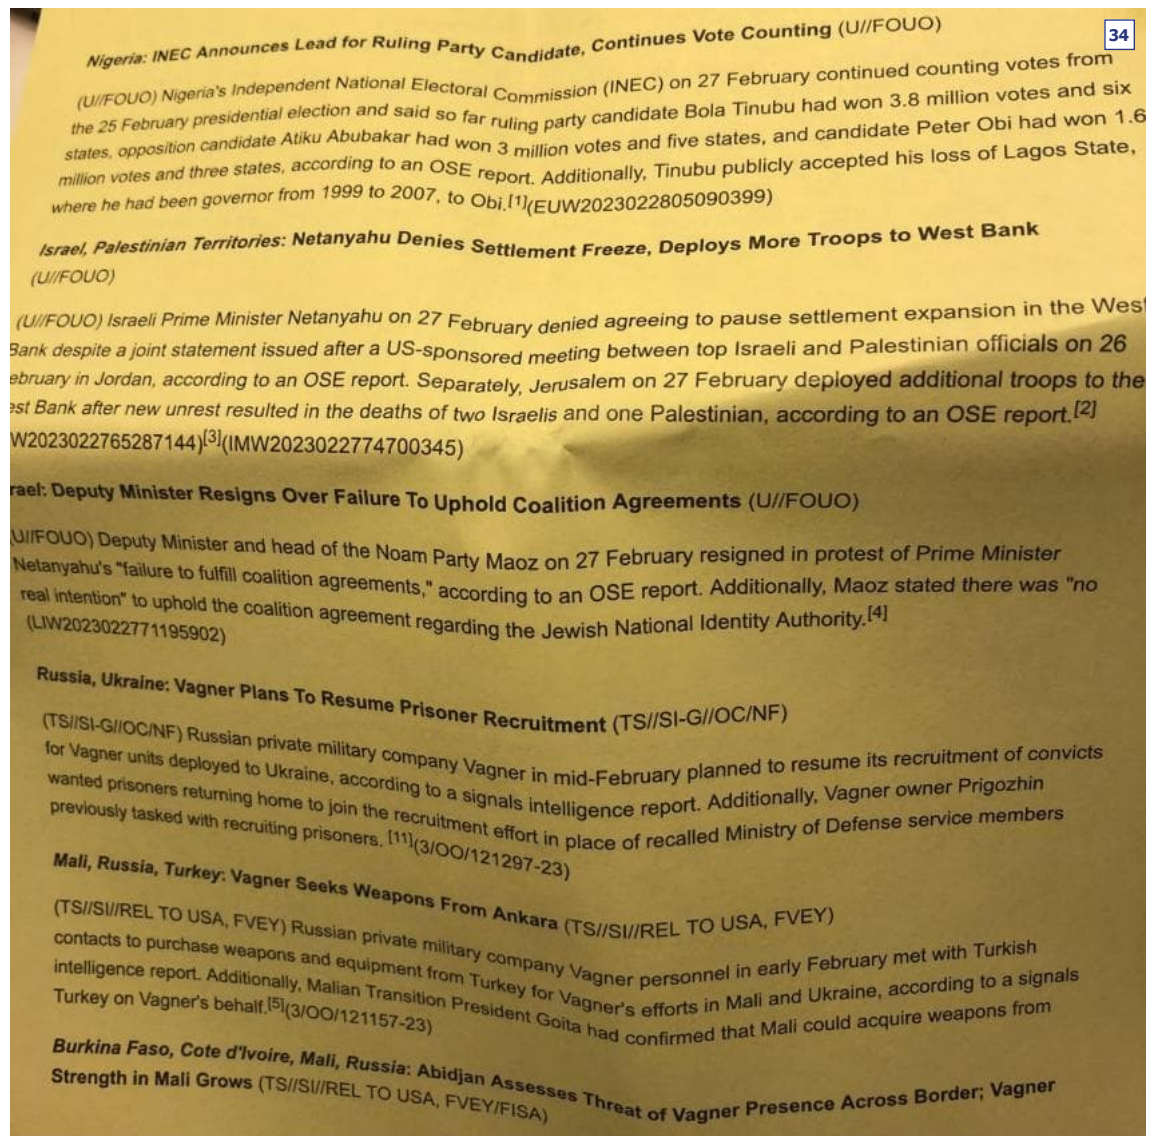 34
Nigeria: INEC Announces Lead for Ruling Party Candidate, Continues Vote Counting (U//FOUO)
(U//FOUO) Nigeria's Independent National Electoral Commission (INEC) on 27 February continued counting votes from
the 25 February presidential election and said so far ruling party candidate Bola Tinubu had won 3.8 million votes and six
states, opposition candidate Atiku Abubakar had won 3 million votes and five states, and candidate Peter Obi had won 1.6
million votes and three states, according to an OSE report. Additionally, Tinubu publicly accepted his loss of Lagos State,
where he had been governor from 1999 to 2007, to Obi.[1](EUW2023022805090399)
Israel, Palestinian Territories: Netanyahu Denies Settlement Freeze, Deploys More Troops to West Bank
(U//FOUO)
(U//FOUO) Israeli Prime Minister Netanyahu on 27 February denied agreeing to pause settlement expansion in the West
Bank despite a joint statement issued after a US-sponsored meeting between top Israeli and Palestinian officials on 26
ebruary in Jordan, according to an OSE report. Separately, Jerusalem on 27 February deployed additional troops to the
est Bank after new unrest resulted in the deaths of two Israelis and one Palestinian, according to an OSE report.[2]
W2023022765287144)[3](IMW2023022774700345)
rael: Deputy Minister Resigns Over Failure To Uphold Coalition Agreements (U//FOUO)
U//FOUO) Deputy Minister and head of the Noam Party Maoz on 27 February resigned in protest of Prime Minister
Netanyahu's "failure to fulfill coalition agreements," according to an OSE report. Additionally, Maoz stated there was "no
real intention" to uphold the coalition agreement regarding the Jewish National Identity Authority.[4]
(LIW2023022771195902)
Russia, Ukraine: Vagner Plans To Resume Prisoner Recruitment (TS//SI-G//OC/NF)
(TS//SI-G//OC/NF) Russian private military company Vagner in mid-February planned to resume its recruitment of convicts
for Vagner units deployed to Ukraine, according to a signals intelligence report. Additionally, Vagner owner Prigozhin
wanted prisoners returning home to join the recruitment effort in place of recalled Ministry of Defense service members
previously tasked with recruiting prisoners. [11](3/OO/121297-23)
Mali, Russia, Turkey: Vagner Seeks Weapons From Ankara (TS//SI//REL TO USA, FVEY)
(TS//SI//REL TO USA, FVEY) Russian private military company Vagner personnel in early February met with Turkish
contacts to purchase weapons and equipment from Turkey for Vagner's efforts in Mali and Ukraine, according to a signals
intelligence report. Additionally, Malian Transition President Goita had confirmed that Mali could acquire weapons from
Turkey on Vagner's behalf.[5](3/OO/121157-23)
Burkina Faso, Cote d'Ivoire, Mali, Russia: Abidjan Assesses Threat of Vagner Presence Across Border; Vagner
Strength in Mali Grows (TS//SI//REL TO USA, FVEY/FISA)